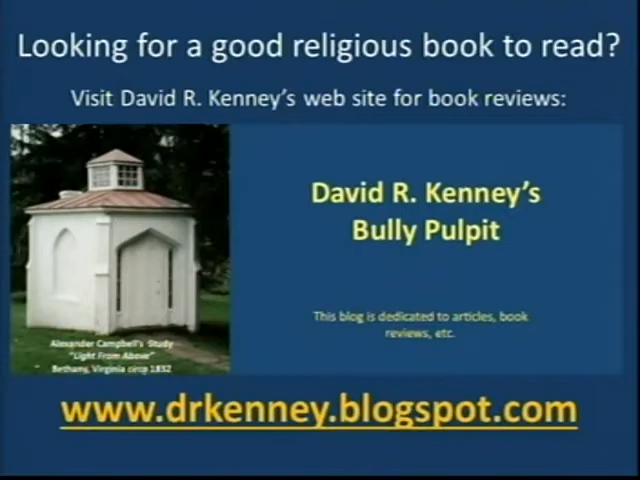 Looking for a good religious book to read?
Visit David R. Kenney's web site for book reviews:
David R. Kenney's
Bully Pulpit
This blog is dedicated to articles, book
reviews, etc.
Alexander Campbell's Study
"Light From Above"
Bethany, Virginia circa 1832
www.drkenney.blogspot.com